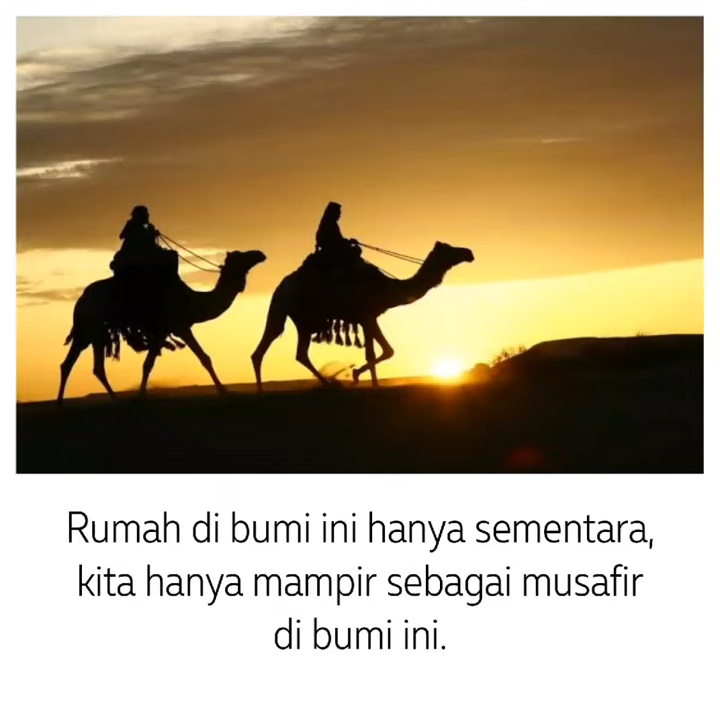 Rumah di bumi ini hanya sementara,
kita hanya mampir sebagai musafir
di bumi ini.